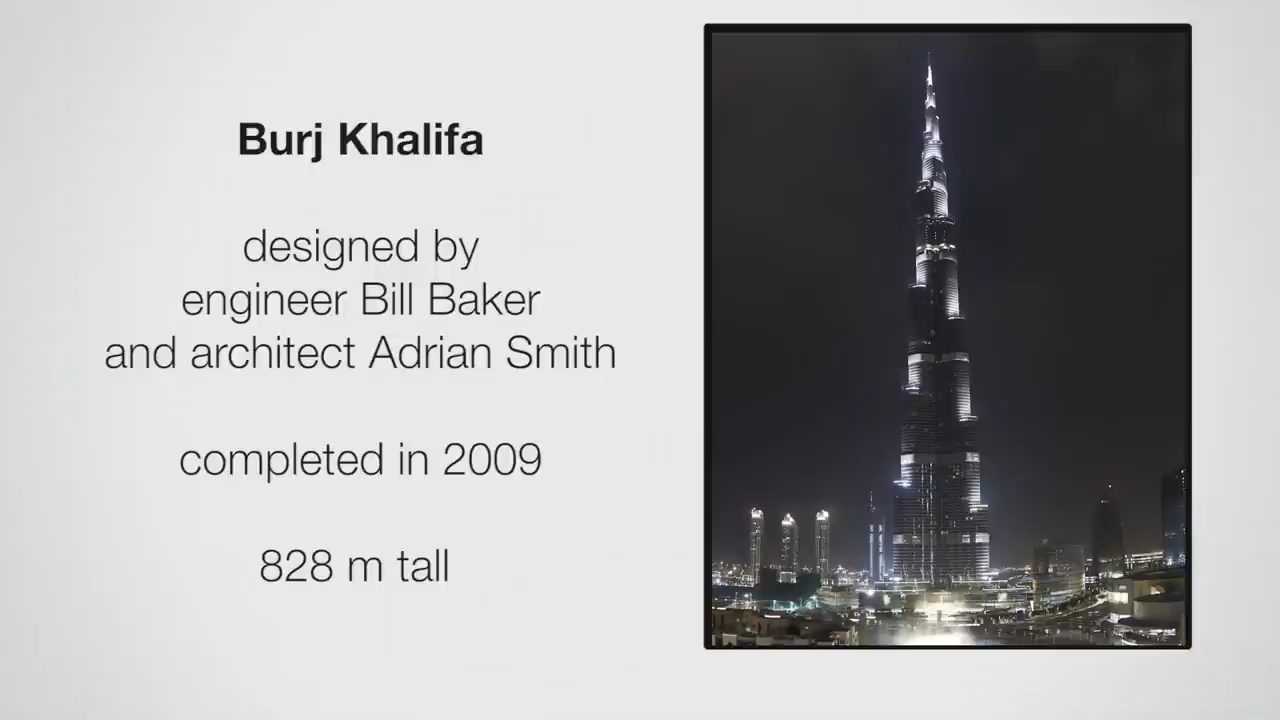 Burj Khalifa
designed by
engineer Bill Baker
and architect Adrian Smith
completed in 2009
828 m tall